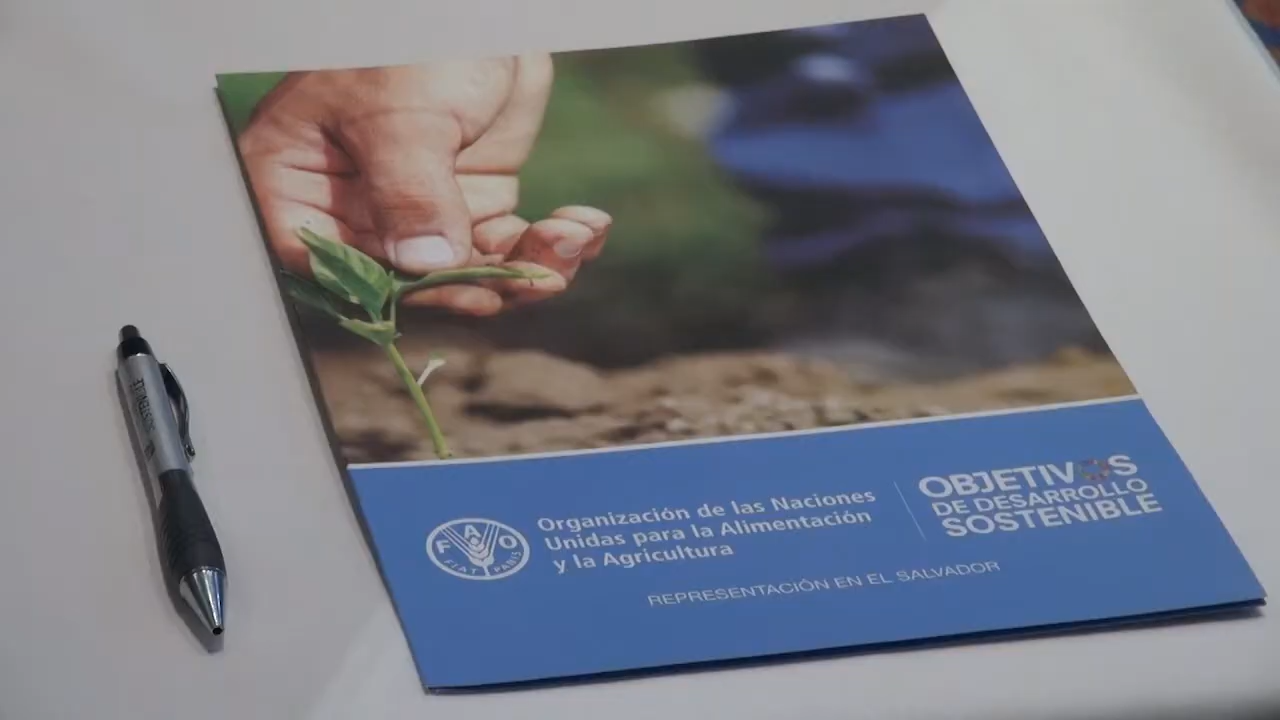 FAO
FIAT PANIS
Organización de las Naciones
Unidas para la Alimentación
y la Agricultura
OBJETIVOS
DE DESARROLLO
SOSTENIBLE
REPRESENTACIÓN EN EL SALVADOR